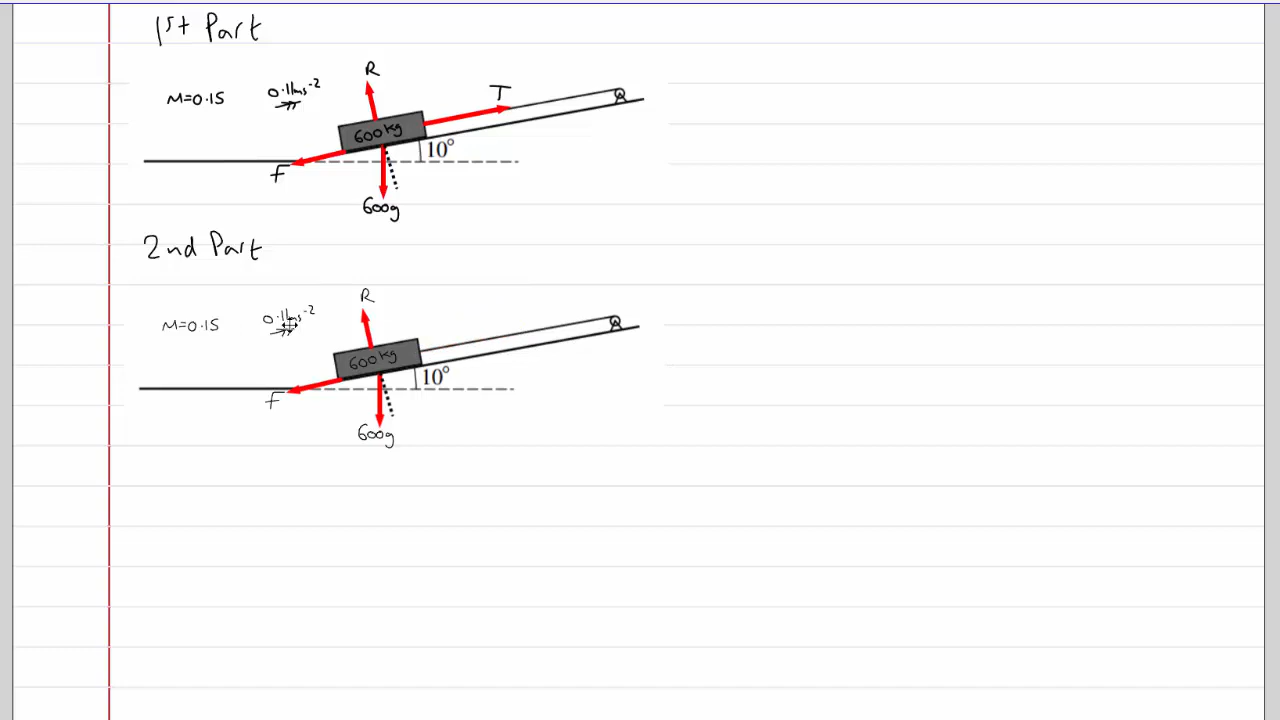 1st Part
R
M=0.15 0.1ms-2 T
600kg
10°
F
600g
2nd Part
R
M=0.15 0.1ms-2
600kg
10°
F
600g